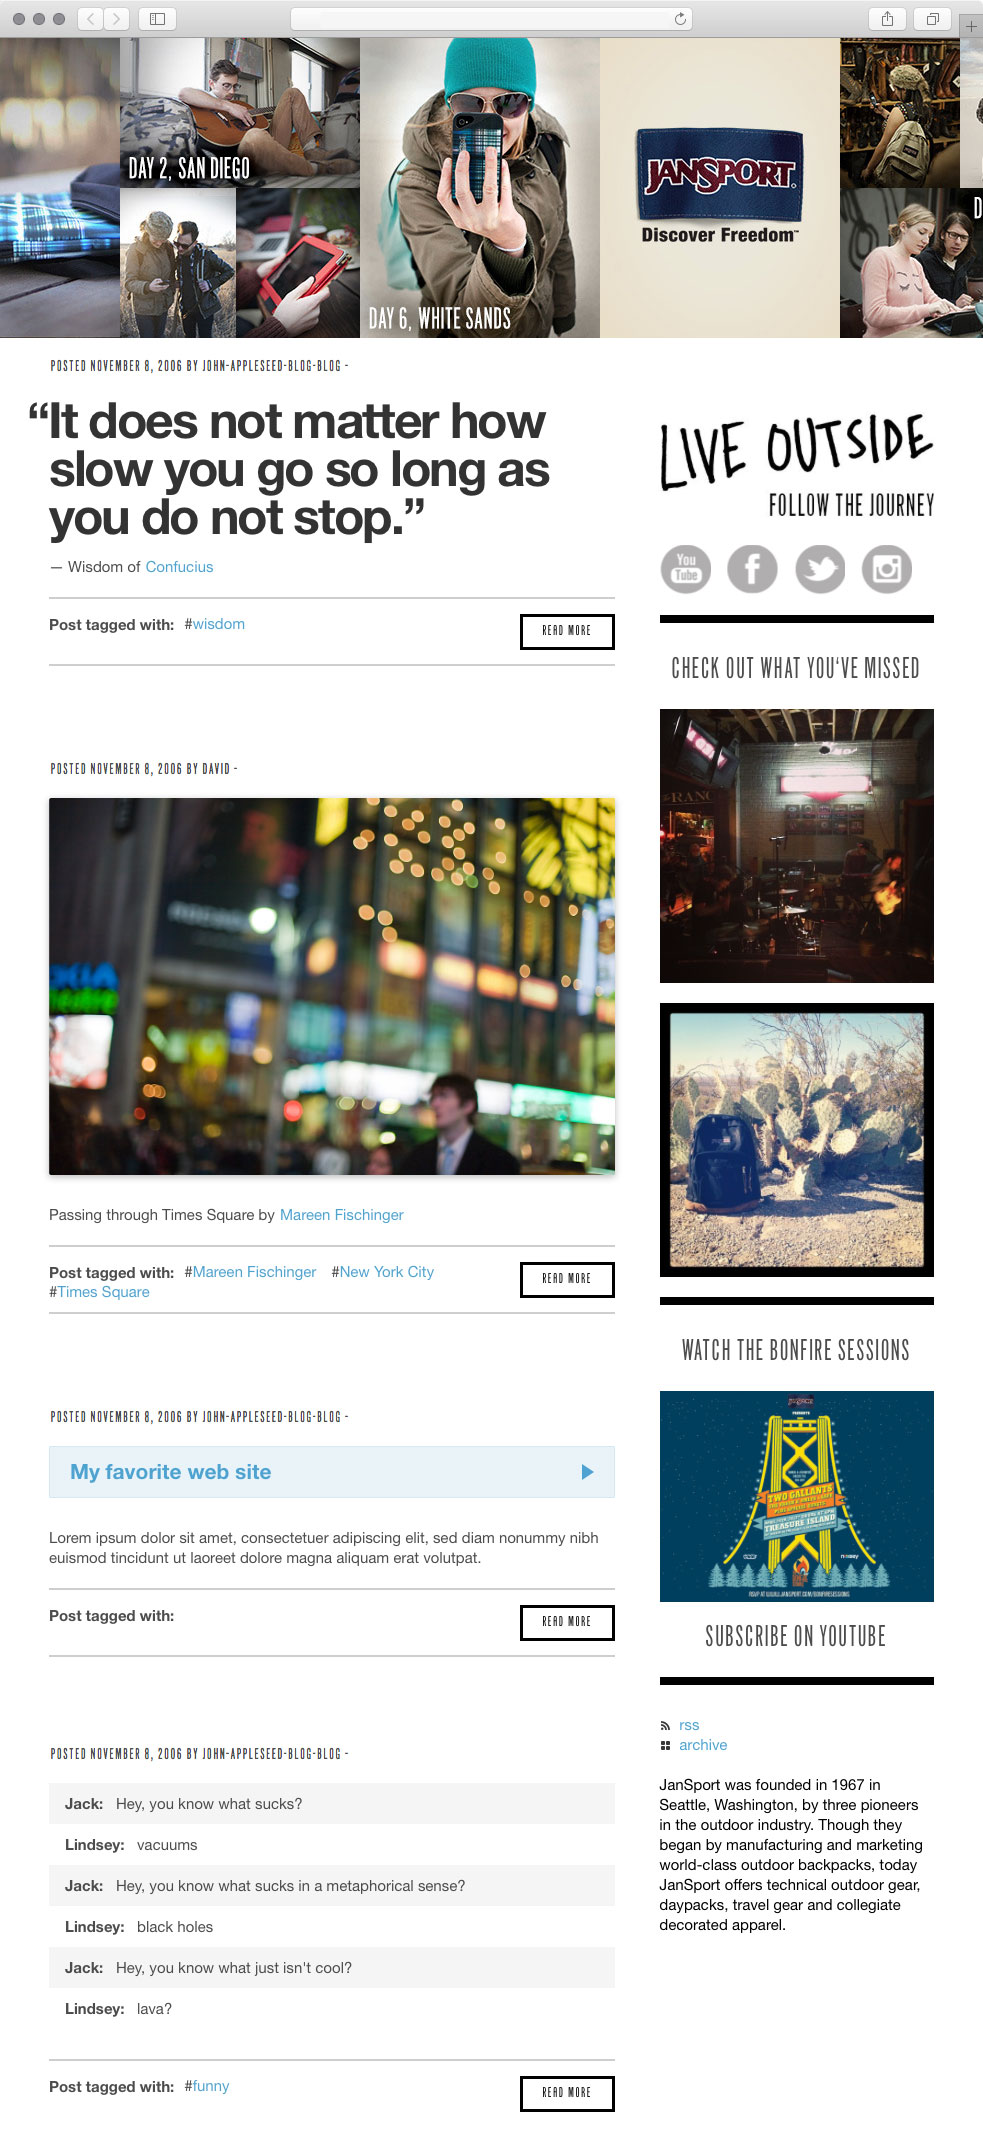 DAY 2, SAN DIEGO
JANSPORT
Discover Freedom™
DAY 6, WHITE SANDS
D
POSTED NOVEMBER 8, 2006 BY JOHN-APPLESEED-BLOG-BLOG -
“It does not matter how
slow you go so long as
you do not stop.”
— Wisdom of Confucius
Post tagged with: #wisdom
READ MORE
POSTED NOVEMBER 8, 2006 BY DAVID -
Passing through Times Square by Mareen Fischinger
Post tagged with: #Mareen Fischinger #New York City
#Times Square
READ MORE
POSTED NOVEMBER 8, 2006 BY JOHN-APPLESEED-BLOG-BLOG -
My favorite web site
Lorem ipsum dolor sit amet, consectetuer adipiscing elit, sed diam nonummy nibh
euismod tincidunt ut laoreet dolore magna aliquam erat volutpat.
Post tagged with:
READ MORE
POSTED NOVEMBER 8, 2006 BY JOHN-APPLESEED-BLOG-BLOG -
Jack: Hey, you know what sucks?
Lindsey: vacuums
Jack: Hey, you know what sucks in a metaphorical sense?
Lindsey: black holes
Jack: Hey, you know what just isn't cool?
Lindsey: lava?
Post tagged with: #funny
READ MORE
LIVE OUTSIDE
FOLLOW THE JOURNEY
You
Tube
CHECK OUT WHAT YOU'VE MISSED
WATCH THE BONFIRE SESSIONS
JANSPORT
PRESENTS
TWO GALLANTS
TREASURE ISLAND
RSVP AT WWW.JANSPORT.COM/BONFIRESESSIONS
SUBSCRIBE ON YOUTUBE
rss
archive
JanSport was founded in 1967 in
Seattle, Washington, by three pioneers
in the outdoor industry. Though they
began by manufacturing and marketing
world-class outdoor backpacks, today
JanSport offers technical outdoor gear,
daypacks, travel gear and collegiate
decorated apparel.